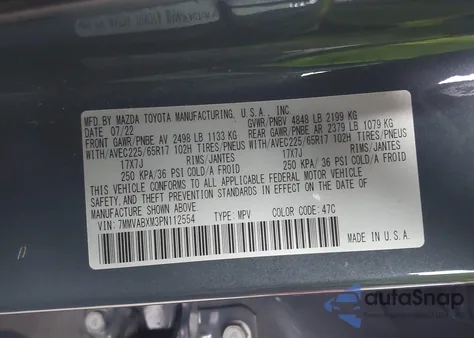 MFD. BY MAZDA TOYOTA MANUFACTURING, U.S.A., INC.
DATE 07/22 GVWR/PNBV 4848 LB 2199 KG
FRONT GAWR/PNBE AV 2498 LB 1133 KG REAR GAWR/PNBE AR 2379 LB 1079 KG
WITH/AVEC225/65R17 102H TIRES/PNEUS WITH/AVEC225/65R17 102H TIRES/PNEUS
17X7J RIMS/JANTES 17X7J RIMS/JANTES
250 KPA/ 36 PSI COLD/A FROID 250 KPA/ 36 PSI COLD/A FROID
THIS VEHICLE CONFORMS TO ALL APPLICABLE FEDERAL MOTOR VEHICLE
SAFETY AND THEFT PREVENTION STANDARDS IN EFFECT ON THE DATE OF
MANUFACTURE SHOWN ABOVE.
VIN: 7MMVABXM3PN112554 TYPE: MPV COLOR CODE: 47C
MADE IN U.S.A.
autoSnap